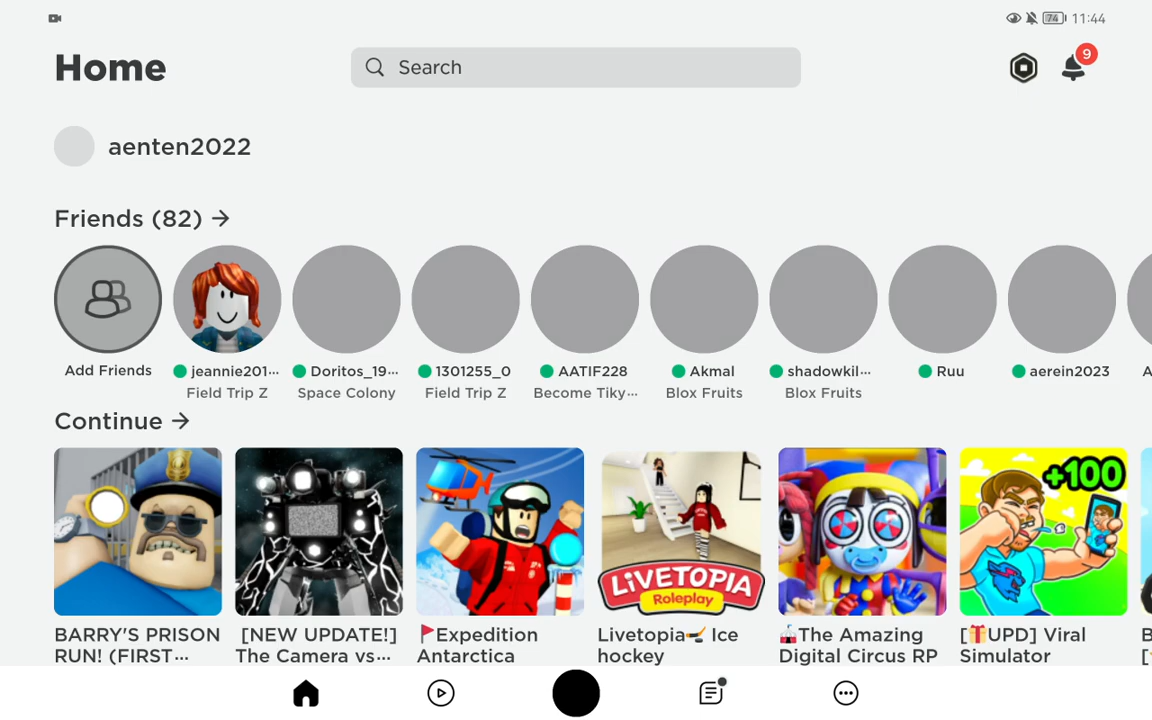 74 11:44
Home
Search
9
aenten2022
Friends (82) →
Add Friends
jeannie201...
Field Trip Z
Doritos_19...
Space Colony
1301255_0
Field Trip Z
AATIF228
Become Tiky...
Akmal
Blox Fruits
shadowkil...
Blox Fruits
Ruu
aerein2023
A
Continue →
+100
LIVETOPIA
Roleplay
BARRY'S PRISON
RUN! (FIRST...
[NEW UPDATE!]
The Camera vs...
🚩Expedition
Antarctica
Livetopia🏒 Ice
hockey
🎪The Amazing
Digital Circus RP
[🎁UPD] Viral
Simulator
B